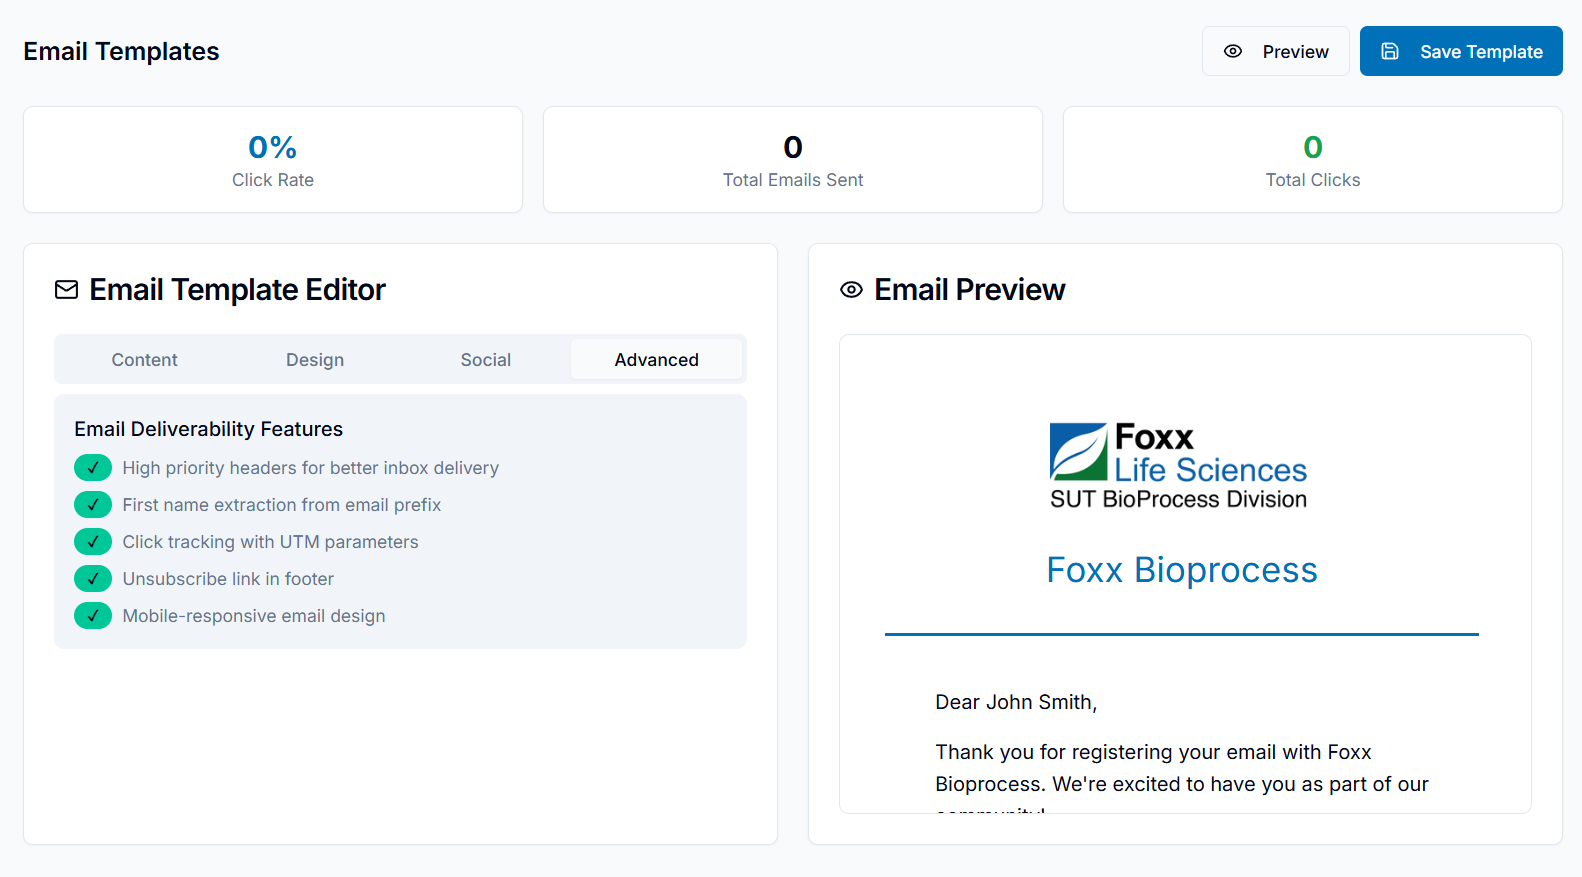 Email Templates
Preview
Save Template
0%
Click Rate
0
Total Emails Sent
0
Total Clicks
Email Template Editor
Content
Design
Social
Advanced
Email Deliverability Features
✓ High priority headers for better inbox delivery
✓ First name extraction from email prefix
✓ Click tracking with UTM parameters
✓ Unsubscribe link in footer
✓ Mobile-responsive email design
Email Preview
Foxx
Life Sciences
SUT BioProcess Division
Foxx Bioprocess
Dear John Smith,
Thank you for registering your email with Foxx
Bioprocess. We're excited to have you as part of our
community!